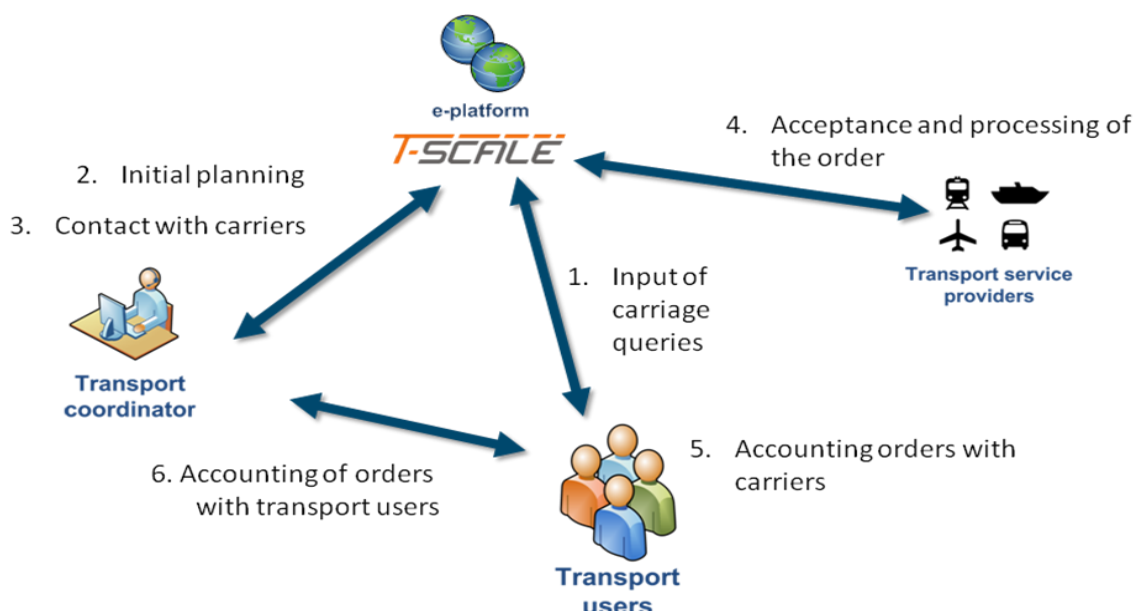 e-platform
T-SCALE
4. Acceptance and processing of
the order
2. Initial planning
3. Contact with carriers
Transport service
providers
1. Input of
carriage
queries
Transport
coordinator
5. Accounting orders with
carriers
6. Accounting of orders
with transport users
Transport
users